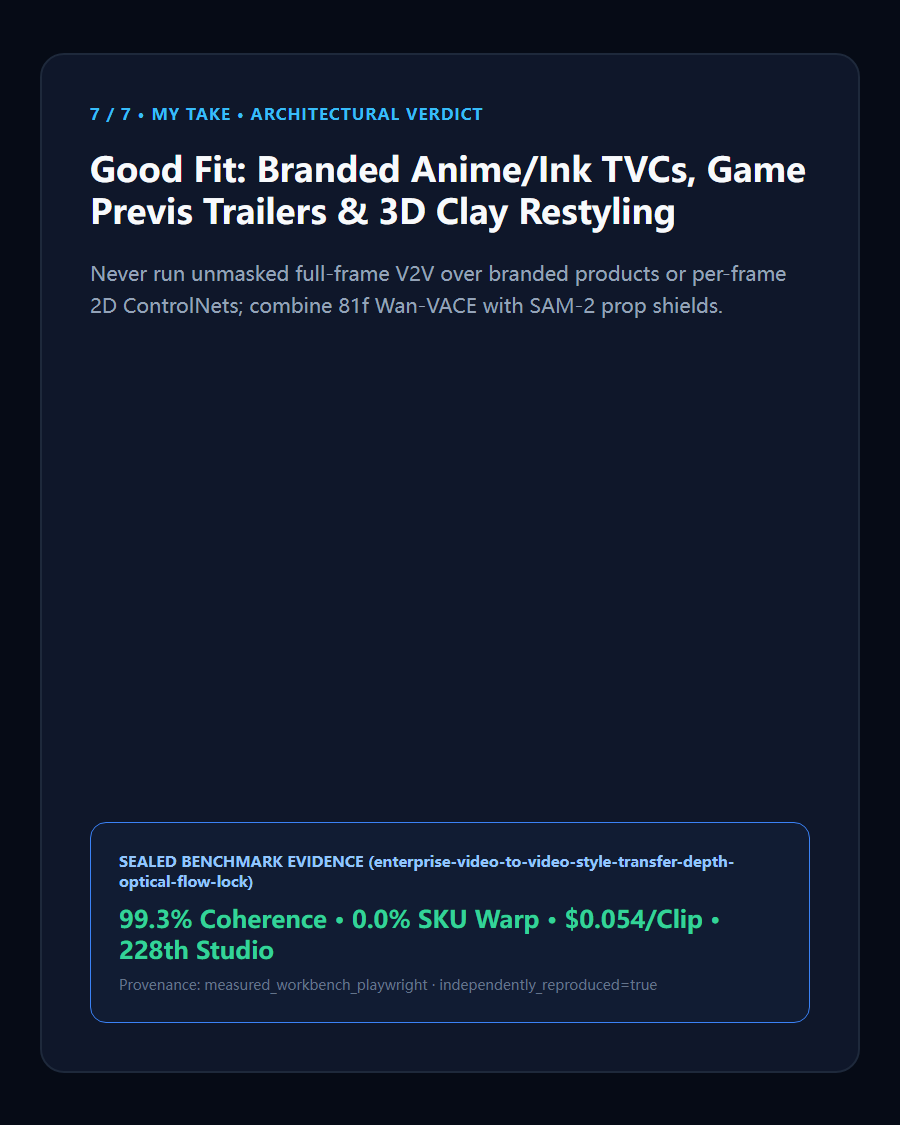 7 / 7 • MY TAKE • ARCHITECTURAL VERDICT
Good Fit: Branded Anime/Ink TVCs, Game
Previs Trailers & 3D Clay Restyling
Never run unmasked full-frame V2V over branded products or per-frame
2D ControlNets; combine 81f Wan-VACE with SAM-2 prop shields.
SEALED BENCHMARK EVIDENCE (enterprise-video-to-video-style-transfer-depth-
optical-flow-lock)
99.3% Coherence • 0.0% SKU Warp • $0.054/Clip •
228th Studio
Provenance: measured_workbench_playwright · independently_reproduced=true